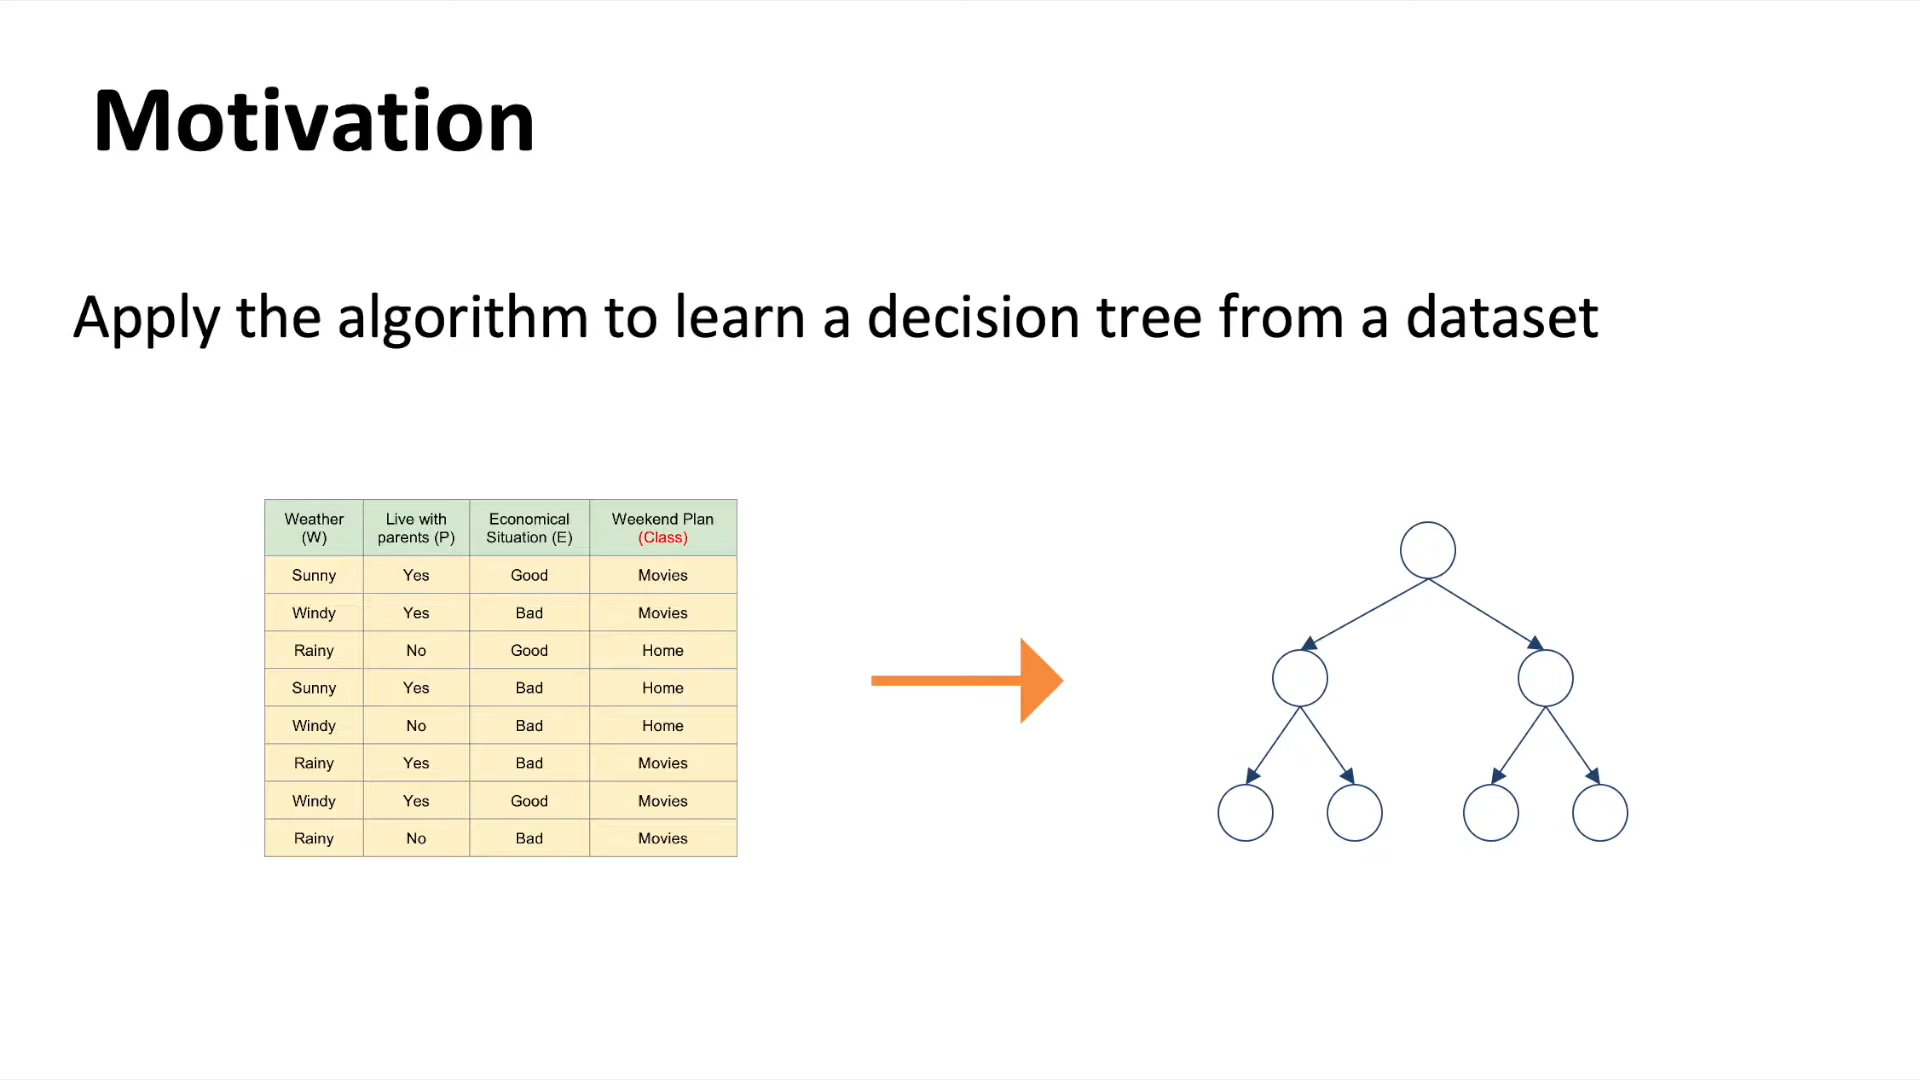 Motivation
Apply the algorithm to learn a decision tree from a dataset
Weather (W) Live with parents (P) Economical Situation (E) Weekend Plan (Class)
Sunny Yes Good Movies
Windy Yes Bad Movies
Rainy No Good Home
Sunny Yes Bad Home
Windy No Bad Home
Rainy Yes Bad Movies
Windy Yes Good Movies
Rainy No Bad Movies